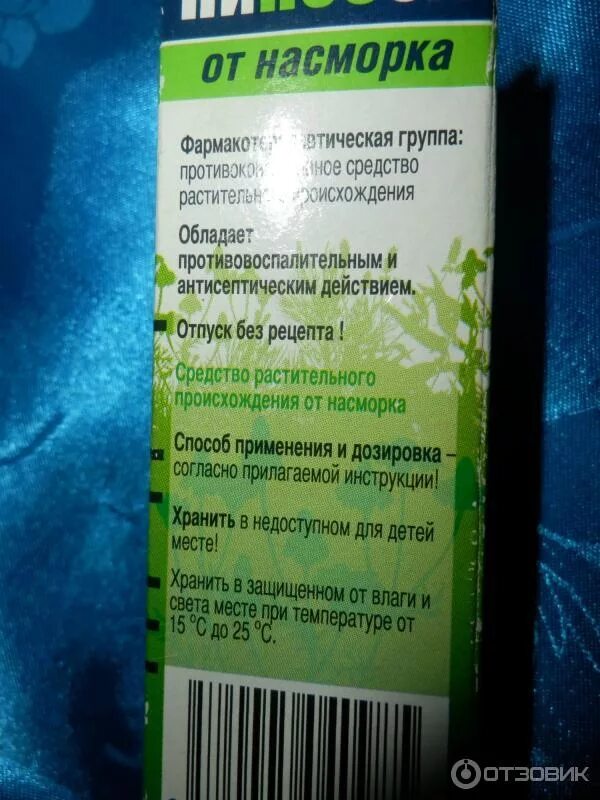 от насморка
Фармакотерапевтическая группа:
противоконгестивное средство
растительного происхождения
Обладает
противовоспалительным и
антисептическим действием.
Отпуск без рецепта !
Средство растительного
происхождения от насморка
Способ применения и дозировка –
согласно прилагаемой инструкции!
Хранить в недоступном для детей
месте!
Хранить в защищенном от влаги и
света месте при температуре от
15 °C до 25 °C.
ОТЗОВИК